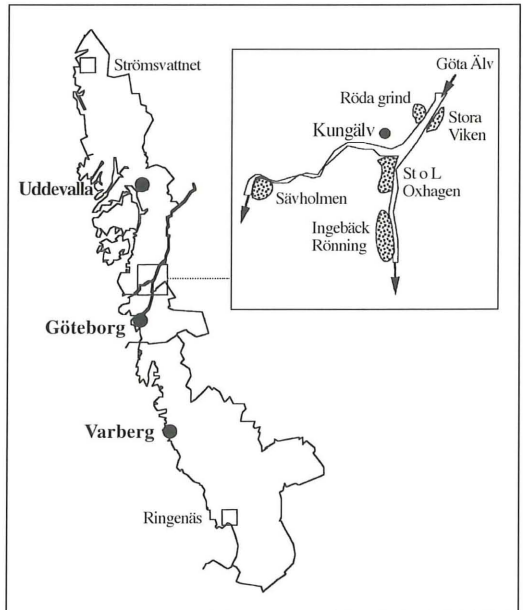 Strömsvattnet
Uddevalla
Göteborg
Varberg
Ringenäs
Göta Älv
Röda grind
Kungälv
Stora
Viken
St o L
Oxhagen
Sävholmen
Ingebäck
Rönning